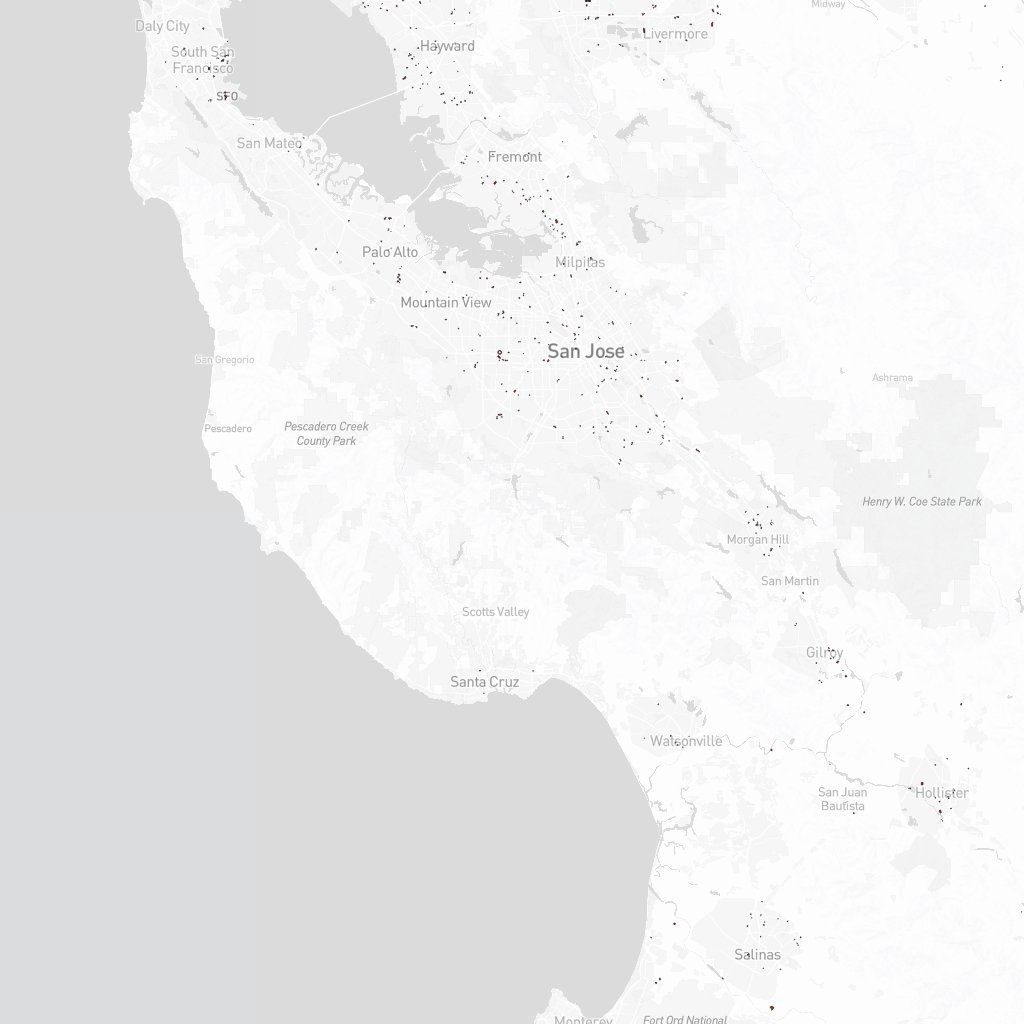 Midway
Daly City
Livermore
Hayward
South San
Francisco
SFO
San Mateo
Fremont
Palo Alto
Milpitas
Mountain View
San Jose
San Gregorio
Ashrama
Pescadero
Pescadero Creek
County Park
Henry W. Coe State Park
Morgan Hill
San Martin
Scotts Valley
Gilroy
Santa Cruz
Watsonville
San Juan
Bautista
Hollister
Salinas
Monterey
Fort Ord National